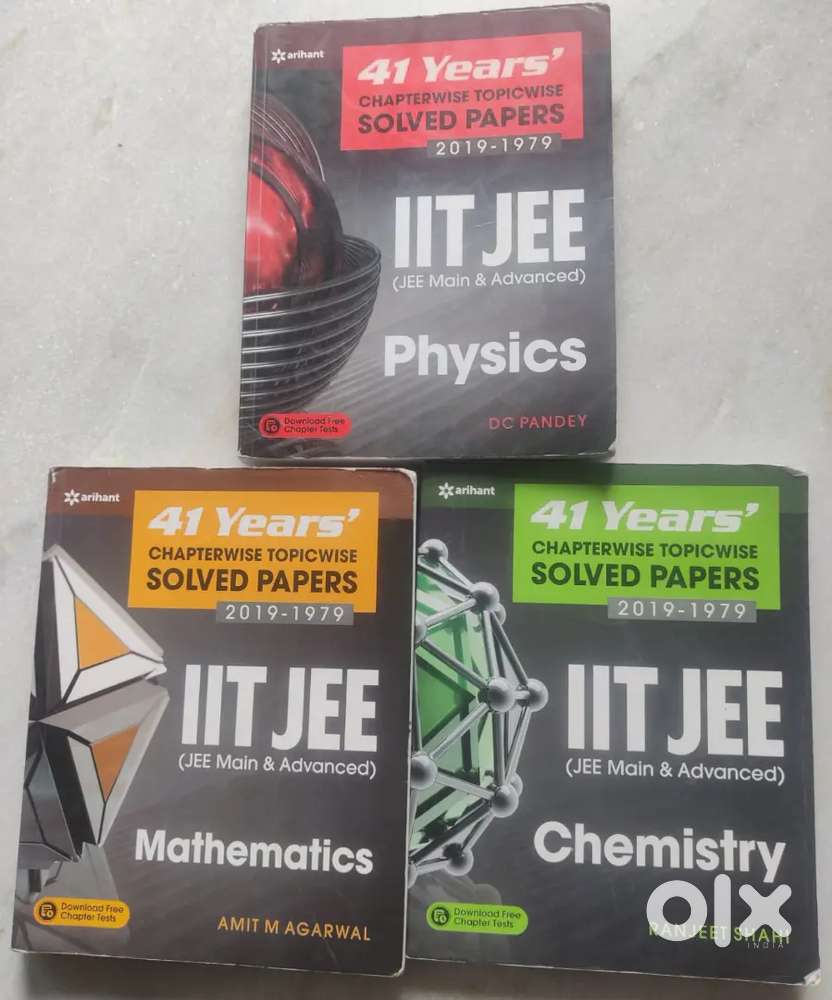 arihant
41 Years'
CHAPTERWISE TOPICWISE
SOLVED PAPERS
2019-1979
IIT JEE
(JEE Main & Advanced)
Physics
Download Free
Chapter Tests
DC PANDEY
arihant
41 Years'
CHAPTERWISE TOPICWISE
SOLVED PAPERS
2019-1979
IIT JEE
(JEE Main & Advanced)
Mathematics
Download Free
Chapter Tests
AMIT M AGARWAL
arihant
41 Years'
CHAPTERWISE TOPICWISE
SOLVED PAPERS
2019-1979
IIT JEE
(JEE Main & Advanced)
Chemistry
Download Free
Chapter Tests
RANJEET SHAHI
olx
INDIA